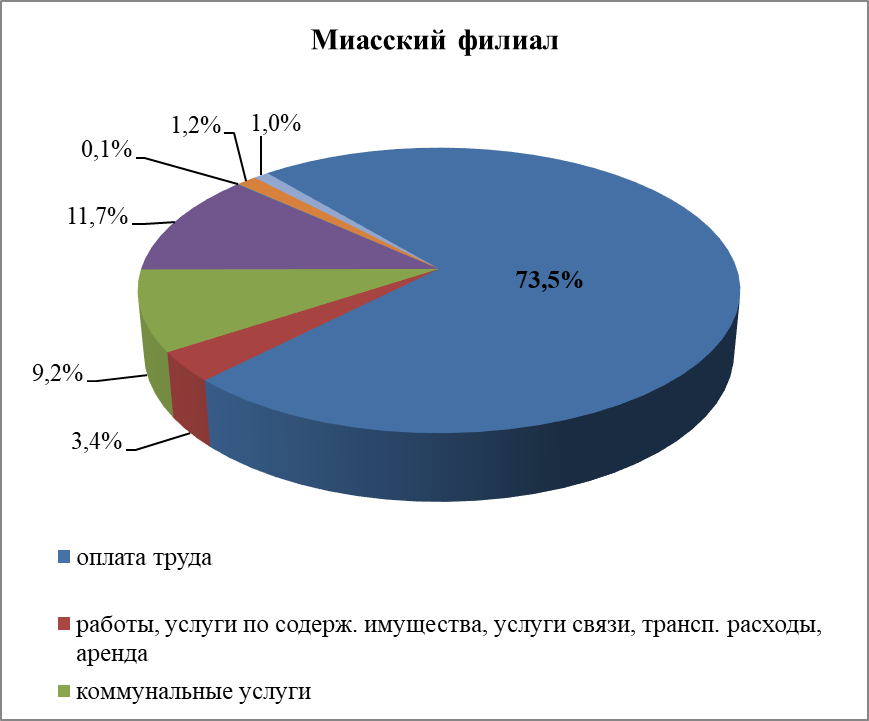 Миасский филиал
1,2%
1,0%
0,1%
11,7%
73,5%
9,2%
3,4%
оплата труда
работы, услуги по содерж. имущества, услуги связи, трансп. расходы,
аренда
коммунальные услуги